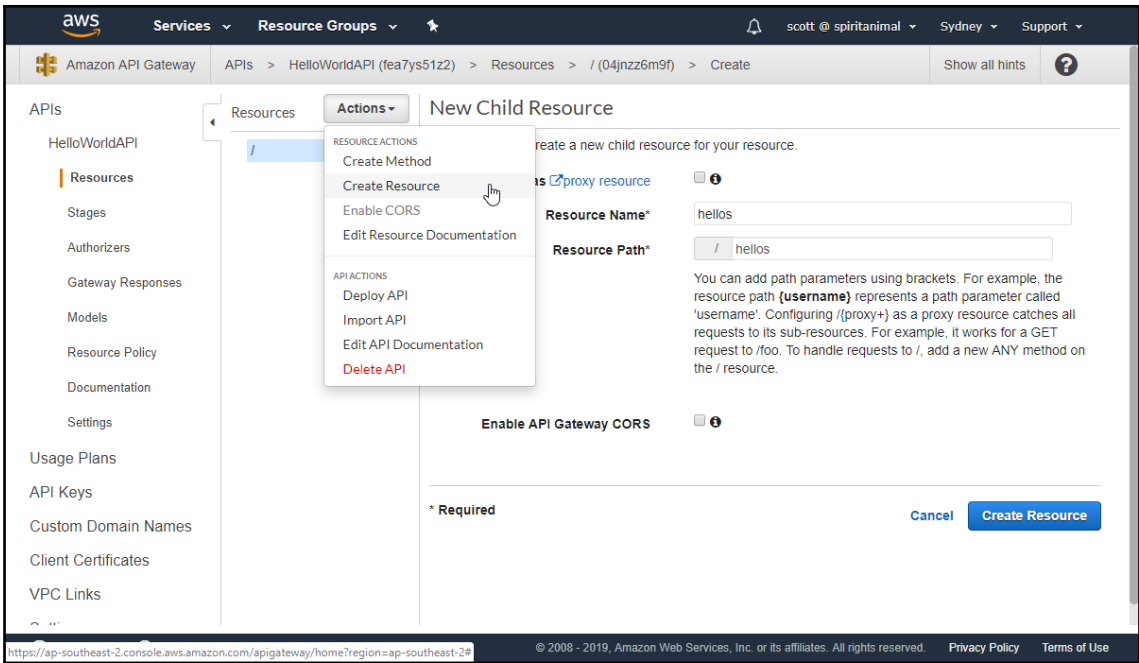 aws Services Resource Groups scott @ spiritanimal Sydney Support
Amazon API Gateway APIs > HelloWorldAPI (fea7ys51z2) > Resources > / (04jnzz6m9f) > Create Show all hints ?
APIs
HelloWorldAPI
Resources
Stages
Authorizers
Gateway Responses
Models
Resource Policy
Documentation
Settings
Usage Plans
API Keys
Custom Domain Names
Client Certificates
VPC Links
Resources Actions
/
RESOURCE ACTIONS
Create Method
Create Resource
Enable CORS
Edit Resource Documentation
API ACTIONS
Deploy API
Import API
Edit API Documentation
Delete API
New Child Resource
create a new child resource for your resource.
as proxy resource
Resource Name* hellos
Resource Path* / hellos
You can add path parameters using brackets. For example, the
resource path {username} represents a path parameter called
'username'. Configuring /{proxy+} as a proxy resource catches all
requests to its sub-resources. For example, it works for a GET
request to /foo. To handle requests to /, add a new ANY method on
the / resource.
Enable API Gateway CORS
* Required
Cancel Create Resource
https://ap-southeast-2.console.aws.amazon.com/apigateway/home?region=ap-southeast-2#
© 2008 - 2019, Amazon Web Services, Inc. or its affiliates. All rights reserved. Privacy Policy Terms of Use